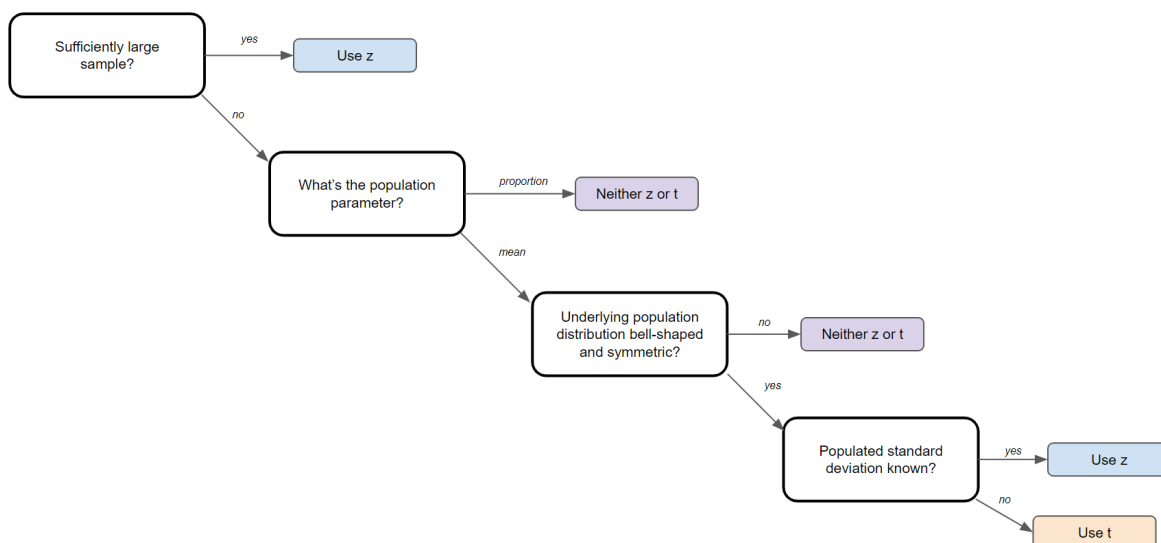 Sufficiently large
sample?
yes
Use z
no
What's the population
parameter?
proportion
Neither z or t
mean
Underlying population
distribution bell-shaped
and symmetric?
no
Neither z or t
yes
Populated standard
deviation known?
yes
Use z
no
Use t